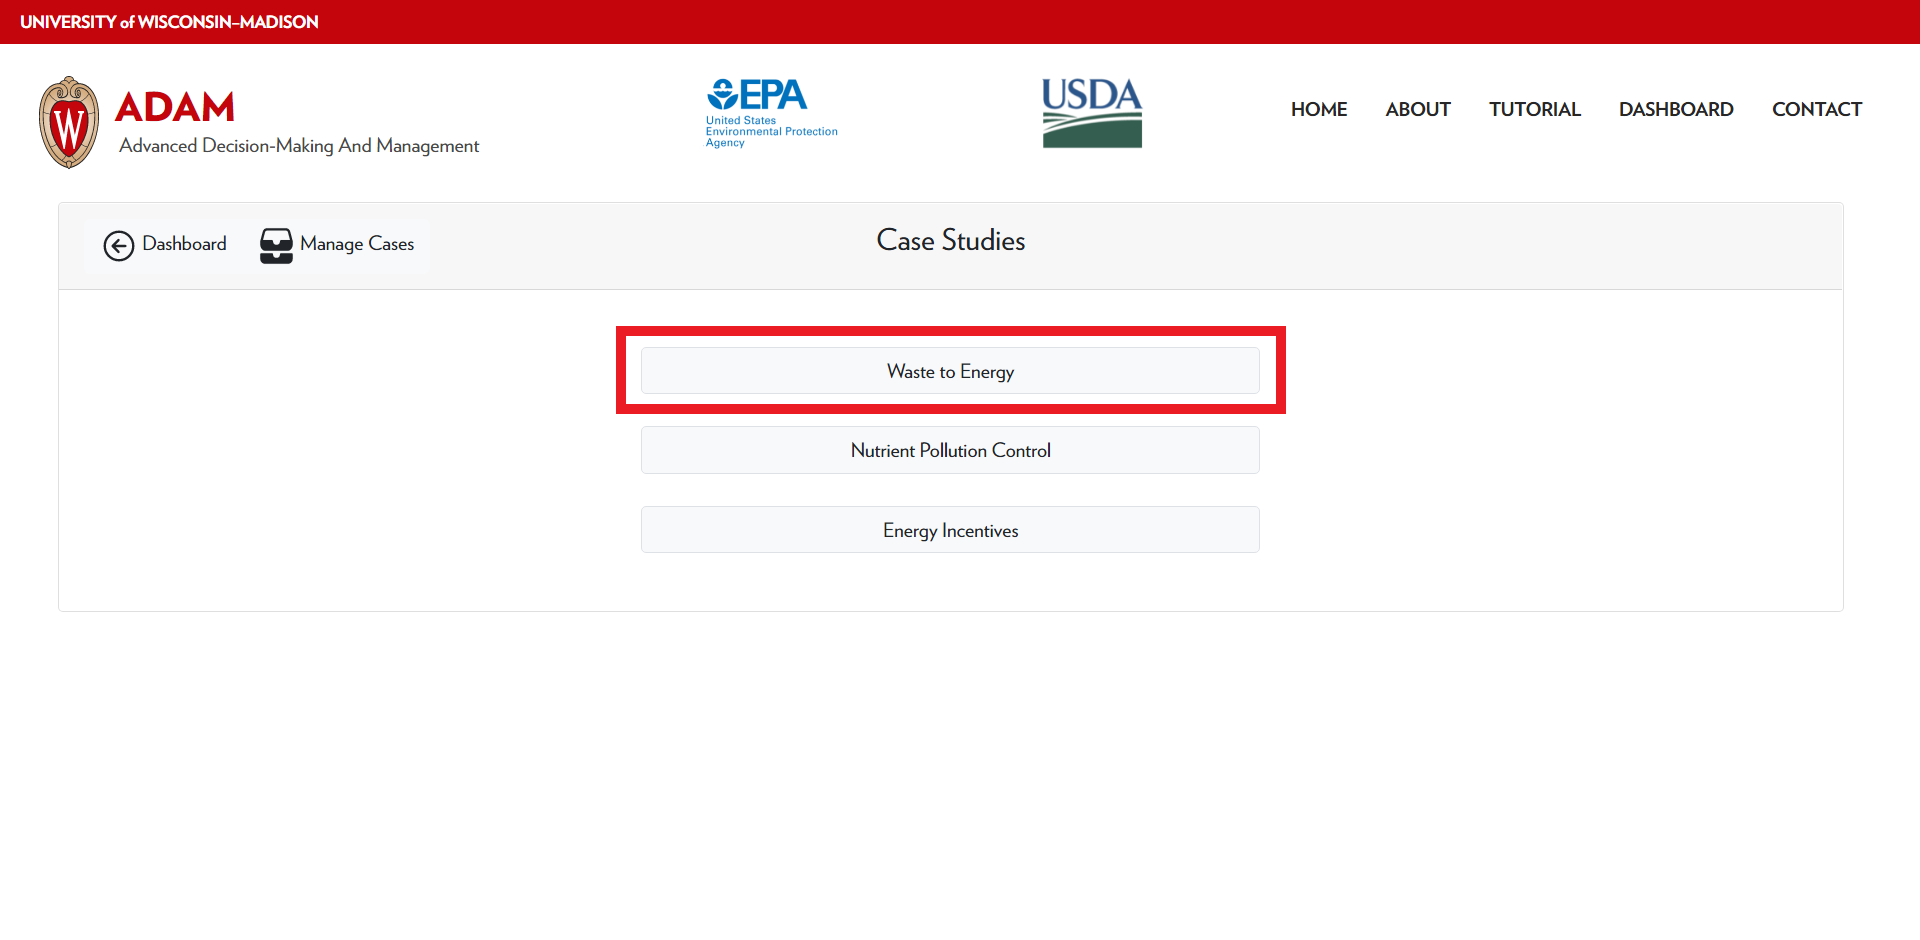 UNIVERSITY of WISCONSIN–MADISON
W
ADAM
Advanced Decision-Making And Management
EPA
United States
Environmental Protection
Agency
USDA
HOME ABOUT TUTORIAL DASHBOARD CONTACT
Dashboard Manage Cases
Case Studies
Waste to Energy
Nutrient Pollution Control
Energy Incentives